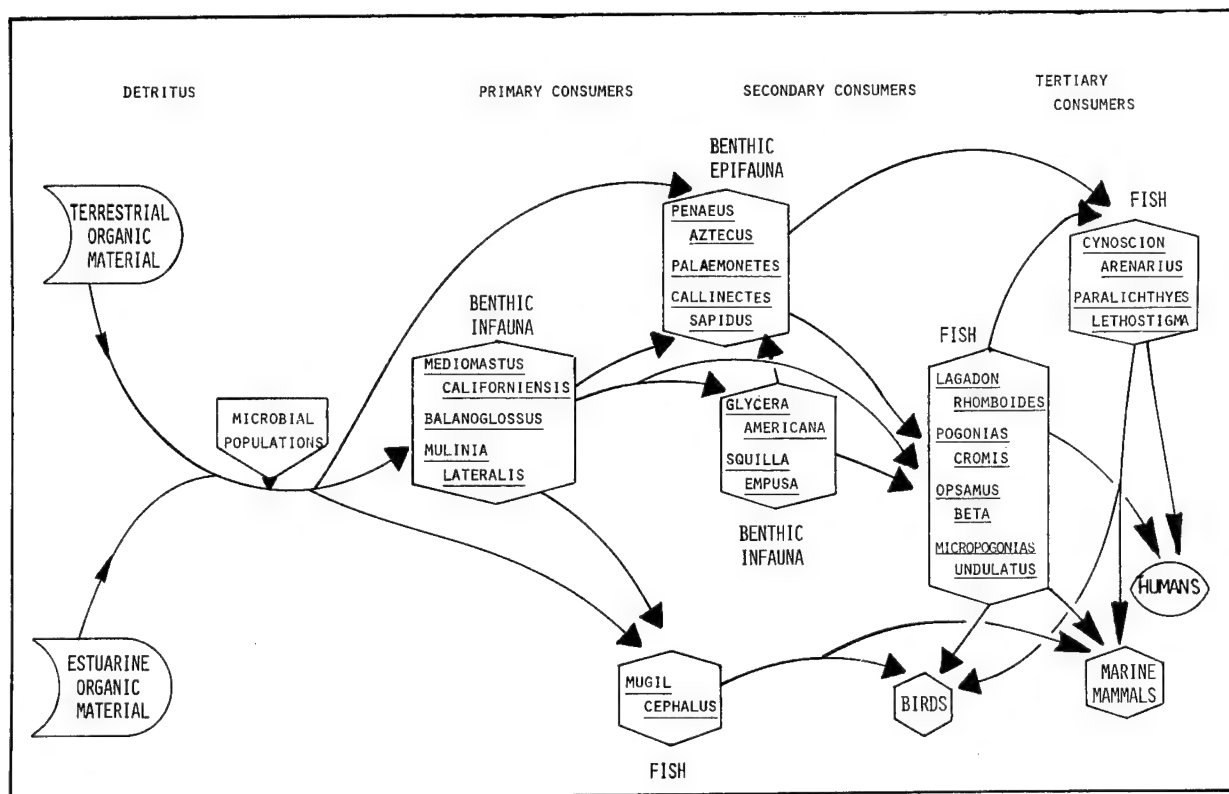 DETRITUS
PRIMARY CONSUMERS
SECONDARY CONSUMERS
TERTIARY
CONSUMERS
TERRESTRIAL
ORGANIC
MATERIAL
ESTUARINE
ORGANIC
MATERIAL
MICROBIAL
POPULATIONS
BENTHIC
INFAUNA
MEDIOMASTUS
CALIFORNIENSIS
BALANOGLOSSUS
MULINIA
LATERALIS
BENTHIC
EPIFAUNA
PENAEUS
AZTECUS
PALAEMONETES
CALLINECTES
SAPIDUS
GLYCERA
AMERICANA
SQUILLA
EMPUSA
BENTHIC
INFAUNA
MUGIL
CEPHALUS
FISH
FISH
LAGADON
RHOMBOIDES
POGONIAS
CROMIS
OPSAMUS
BETA
MICROPOGONIAS
UNDULATUS
FISH
CYNOSCION
ARENARIUS
PARALICHTHYES
LETHOSTIGMA
HUMANS
BIRDS
MARINE
MAMMALS